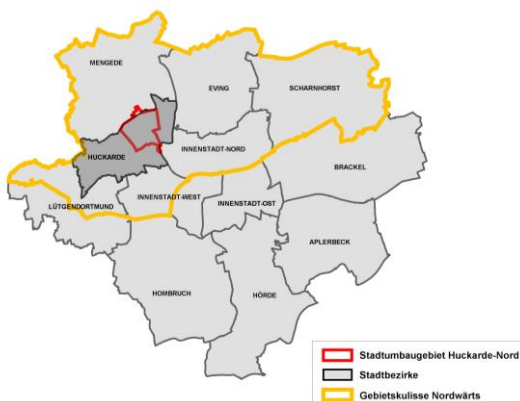 MENGEDE
EVING
SCHARNHORST
HUCKARDE
INNENSTADT-NORD
BRACKEL
LÜTGENDORTMUND
INNENSTADT-WEST
INNENSTADT-OST
APLERBECK
HOMBRUCH
HÖRDE
Stadtumbaugebiet Huckarde-Nord
Stadtbezirke
Gebietskulisse Nordwärts